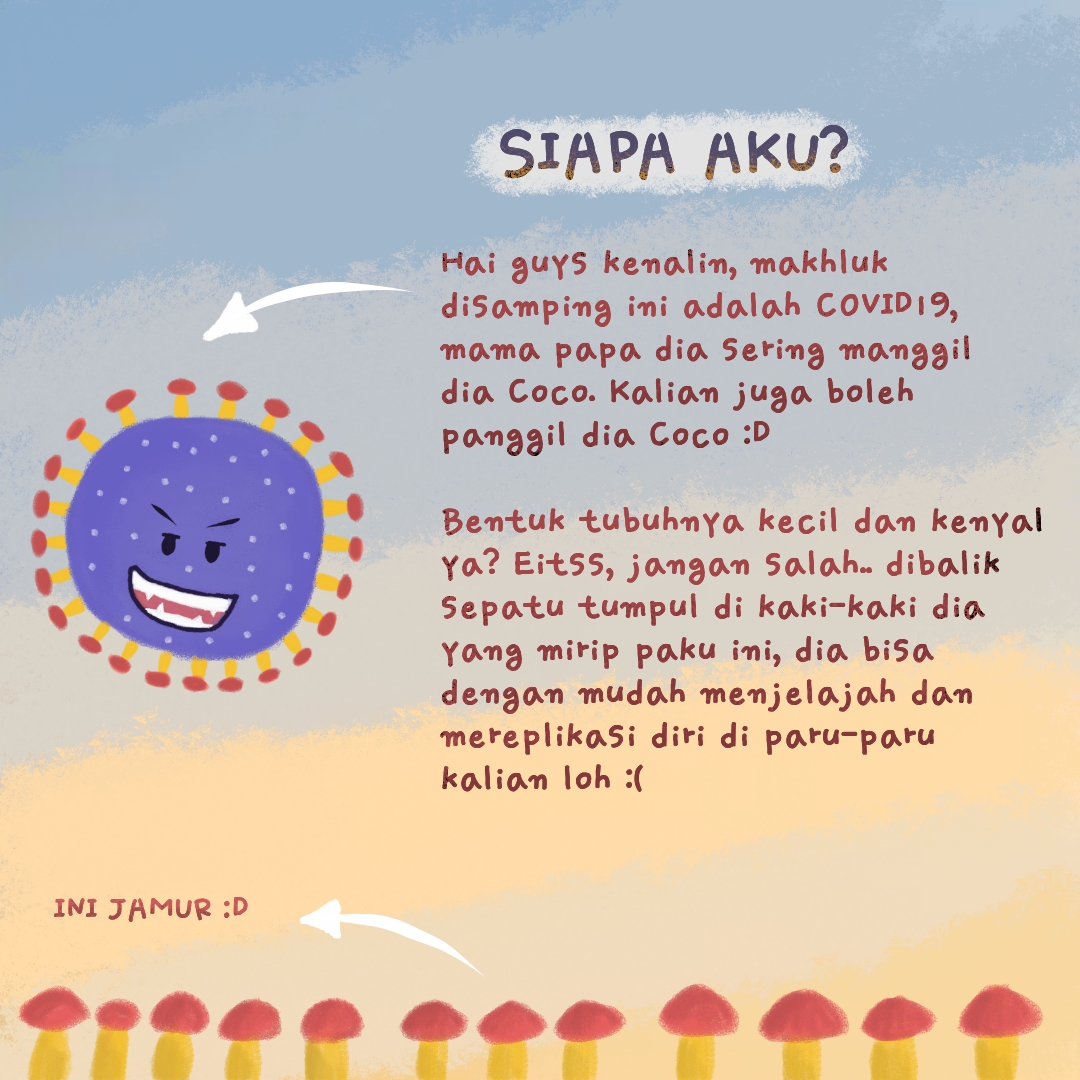 SIAPA AKU?
Hai guys kenalin, makhluk
disamping ini adalah COVID19,
mama papa dia sering manggil
dia Coco. Kalian juga boleh
panggil dia Coco :D
Bentuk tubuhnya kecil dan kenyal
ya? Eitss, jangan salah.. dibalik
sepatu tumpul di kaki-kaki dia
yang mirip paku ini, dia bisa
dengan mudah menjelajah dan
mereplikasi diri di paru-paru
kalian loh :(
INI JAMUR :D